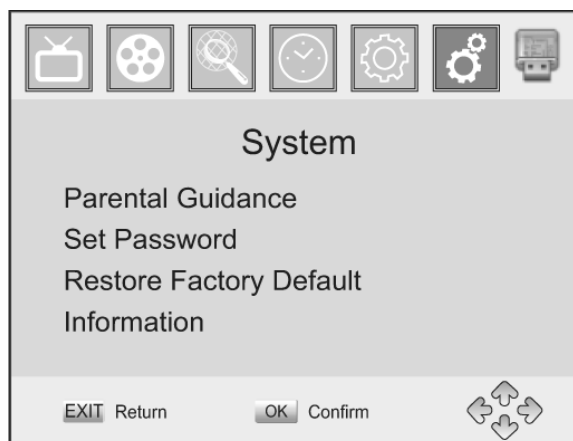 System
Parental Guidance
Set Password
Restore Factory Default
Information
EXIT Return OK Confirm